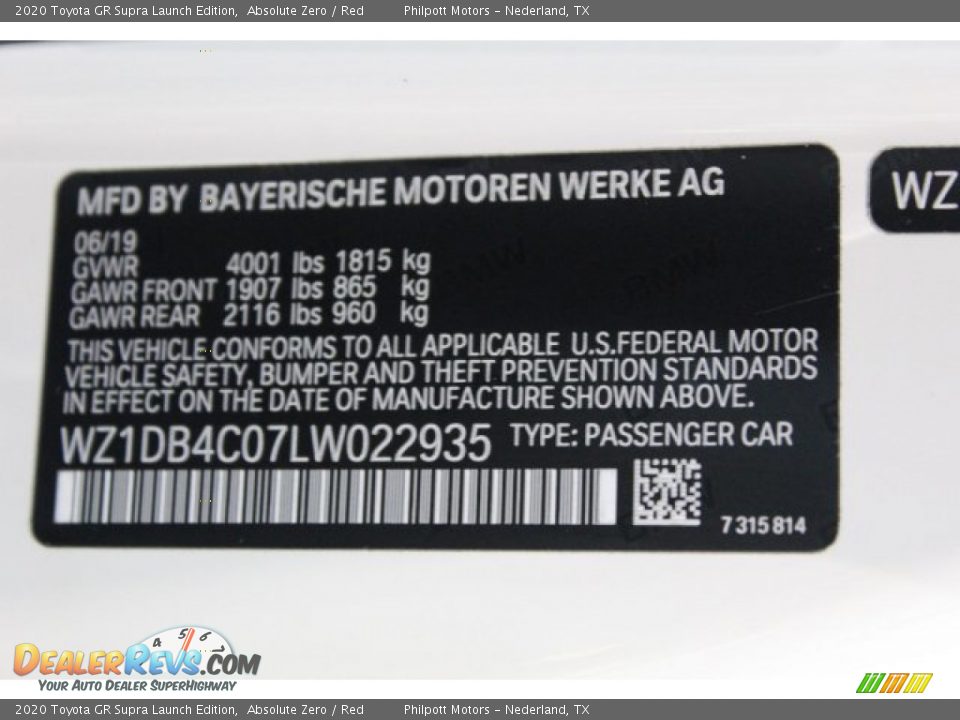 2020 Toyota GR Supra Launch Edition, Absolute Zero / Red Philpott Motors - Nederland, TX
MFD BY BAYERISCHE MOTOREN WERKE AG
WZ
06/19
GVWR 4001 lbs 1815 kg
GAWR FRONT 1907 lbs 865 kg
GAWR REAR 2116 lbs 960 kg
THIS VEHICLE CONFORMS TO ALL APPLICABLE U.S.FEDERAL MOTOR
VEHICLE SAFETY, BUMPER AND THEFT PREVENTION STANDARDS
IN EFFECT ON THE DATE OF MANUFACTURE SHOWN ABOVE.
WZ1DB4C07LW022935 TYPE: PASSENGER CAR
7 315 814
4 5 6 7
DEALERREVS.COM
YOUR AUTO DEALER SUPERHIGHWAY
2020 Toyota GR Supra Launch Edition, Absolute Zero / Red Philpott Motors - Nederland, TX